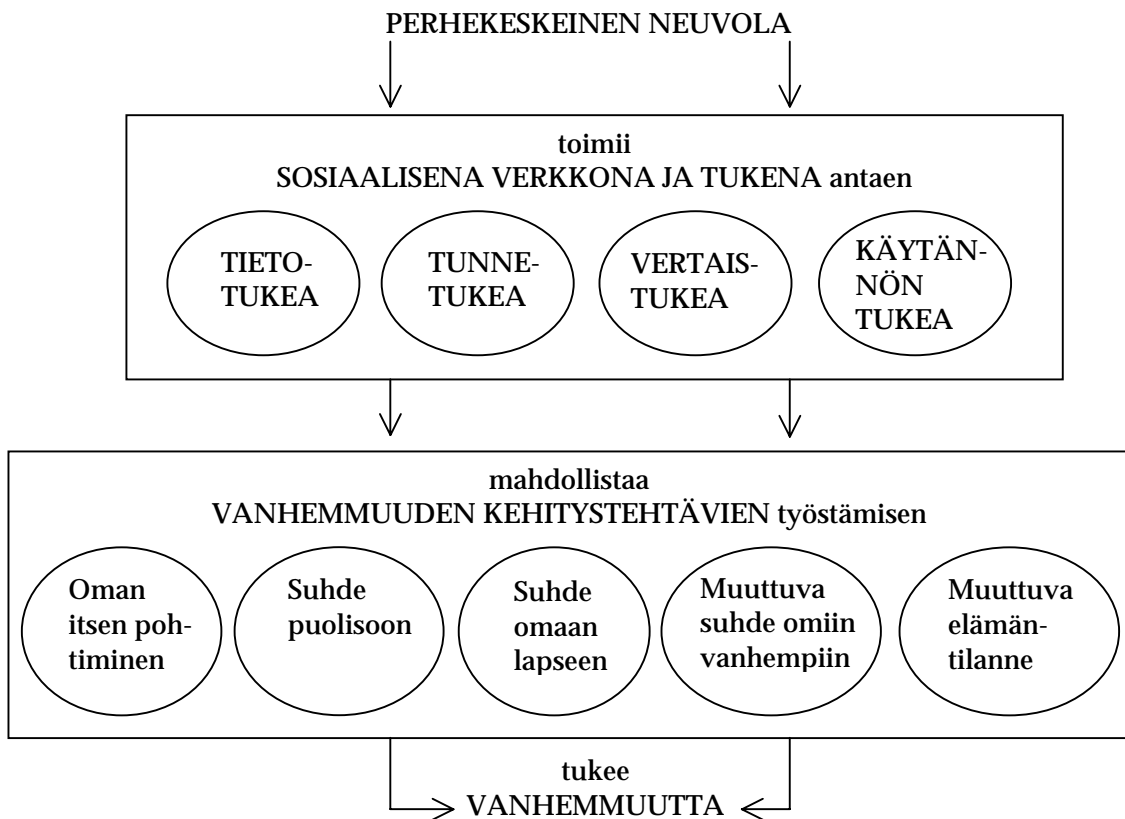 PERHEKESKEINEN NEUVOLA
toimii
SOSIAALISENA VERKKONA JA TUKENA antaen
TIETO-
TUKEA
TUNNE-
TUKEA
VERTAIS-
TUKEA
KÄYTÄN-
NÖN
TUKEA
mahdollistaa
VANHEMMUUDEN KEHITYSTEHTÄVIEN työstämisen
Oman
itsen poh-
timinen
Suhde
puolisoon
Suhde
omaan
lapseen
Muuttuva
suhde omiin
vanhempiin
Muuttuva
elämän-
tilanne
tukee
VANHEMMUUTTA